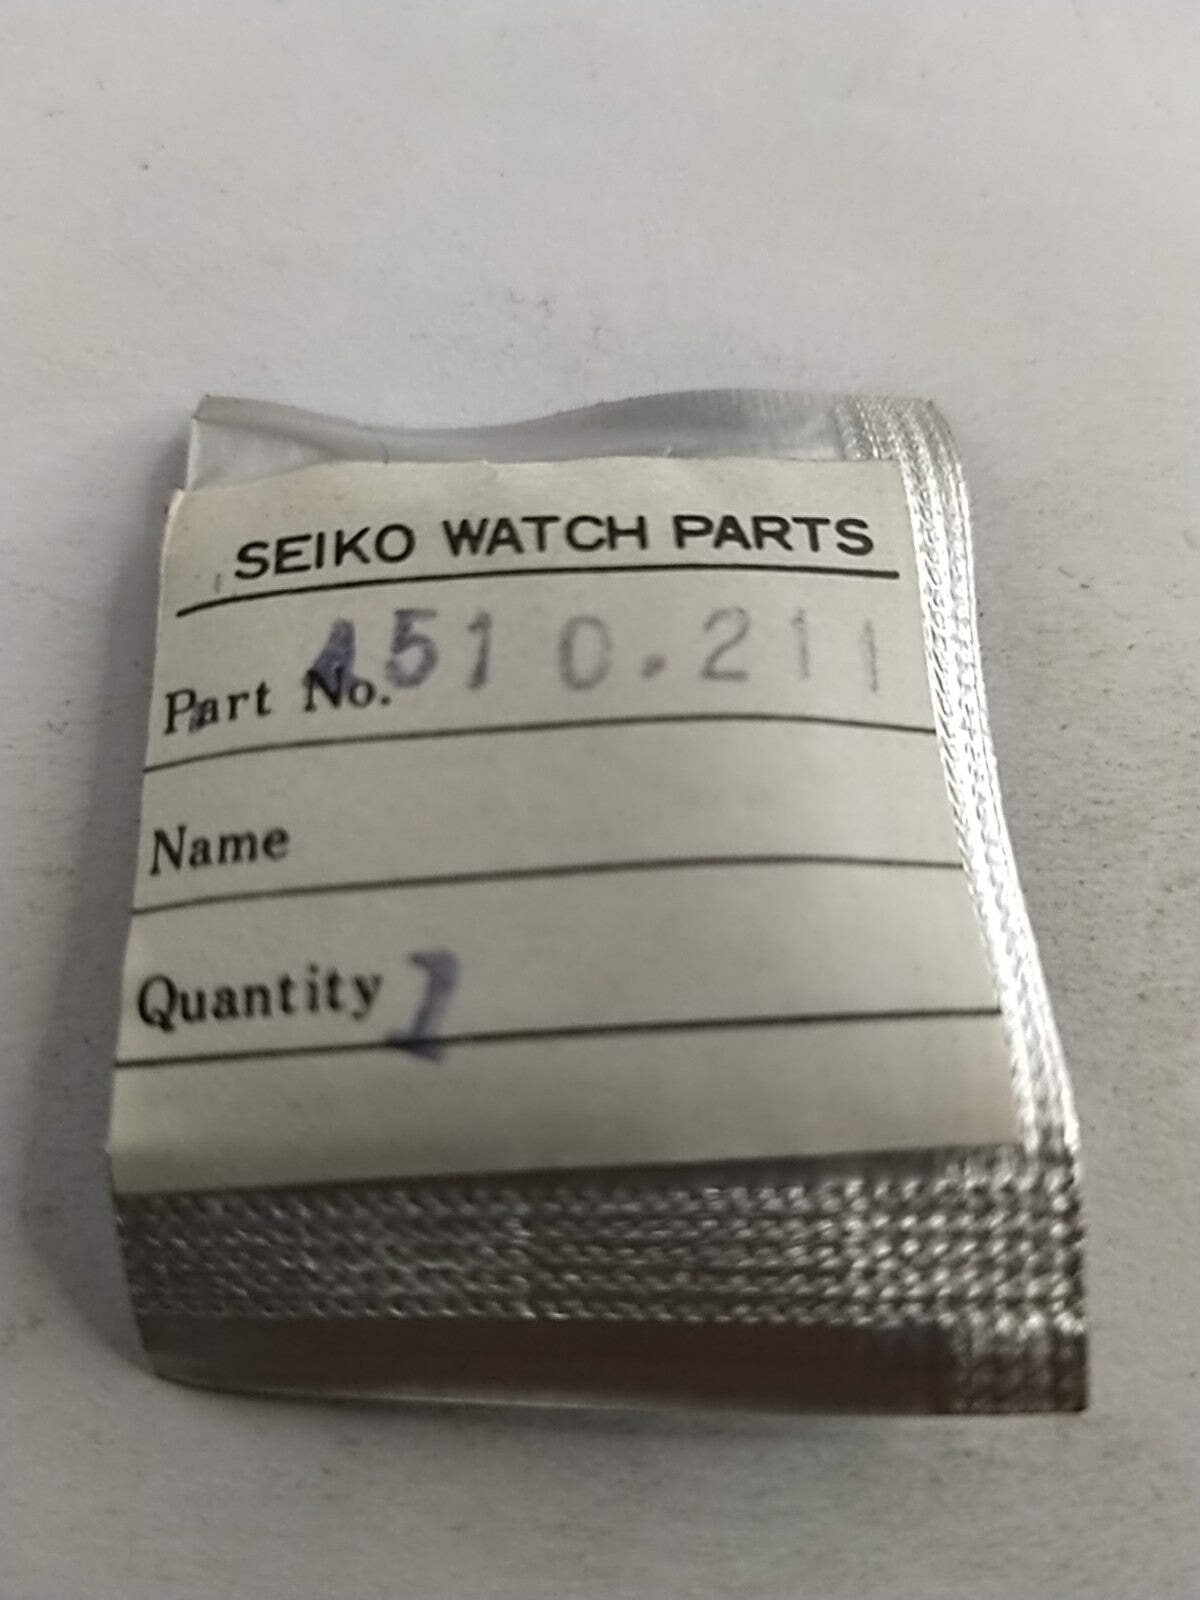 SEIKO WATCH PARTS
Part No. 4510.211
Name
Quantity 1